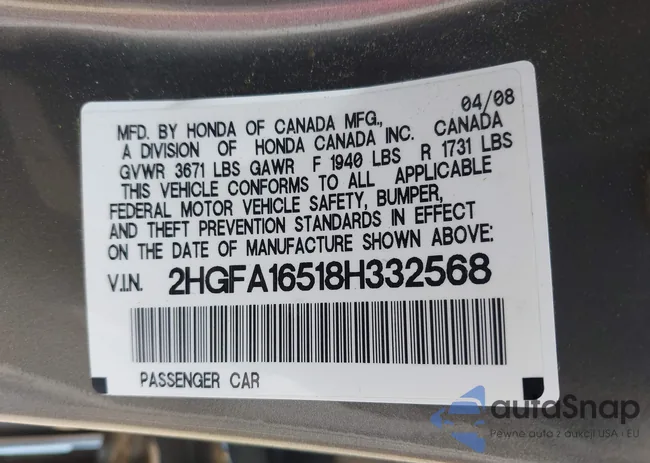 04/08
MFD. BY HONDA OF CANADA MFG.,
A DIVISION OF HONDA CANADA INC. CANADA
GVWR 3671 LBS GAWR F 1940 LBS R 1731 LBS
THIS VEHICLE CONFORMS TO ALL APPLICABLE
FEDERAL MOTOR VEHICLE SAFETY, BUMPER,
AND THEFT PREVENTION STANDARDS IN EFFECT
ON THE DATE OF MANUFACTURE SHOWN ABOVE:
V.I.N. 2HGFA16518H332568
PASSENGER CAR
autaSnap
Pewne auto z aukcji USA - EU